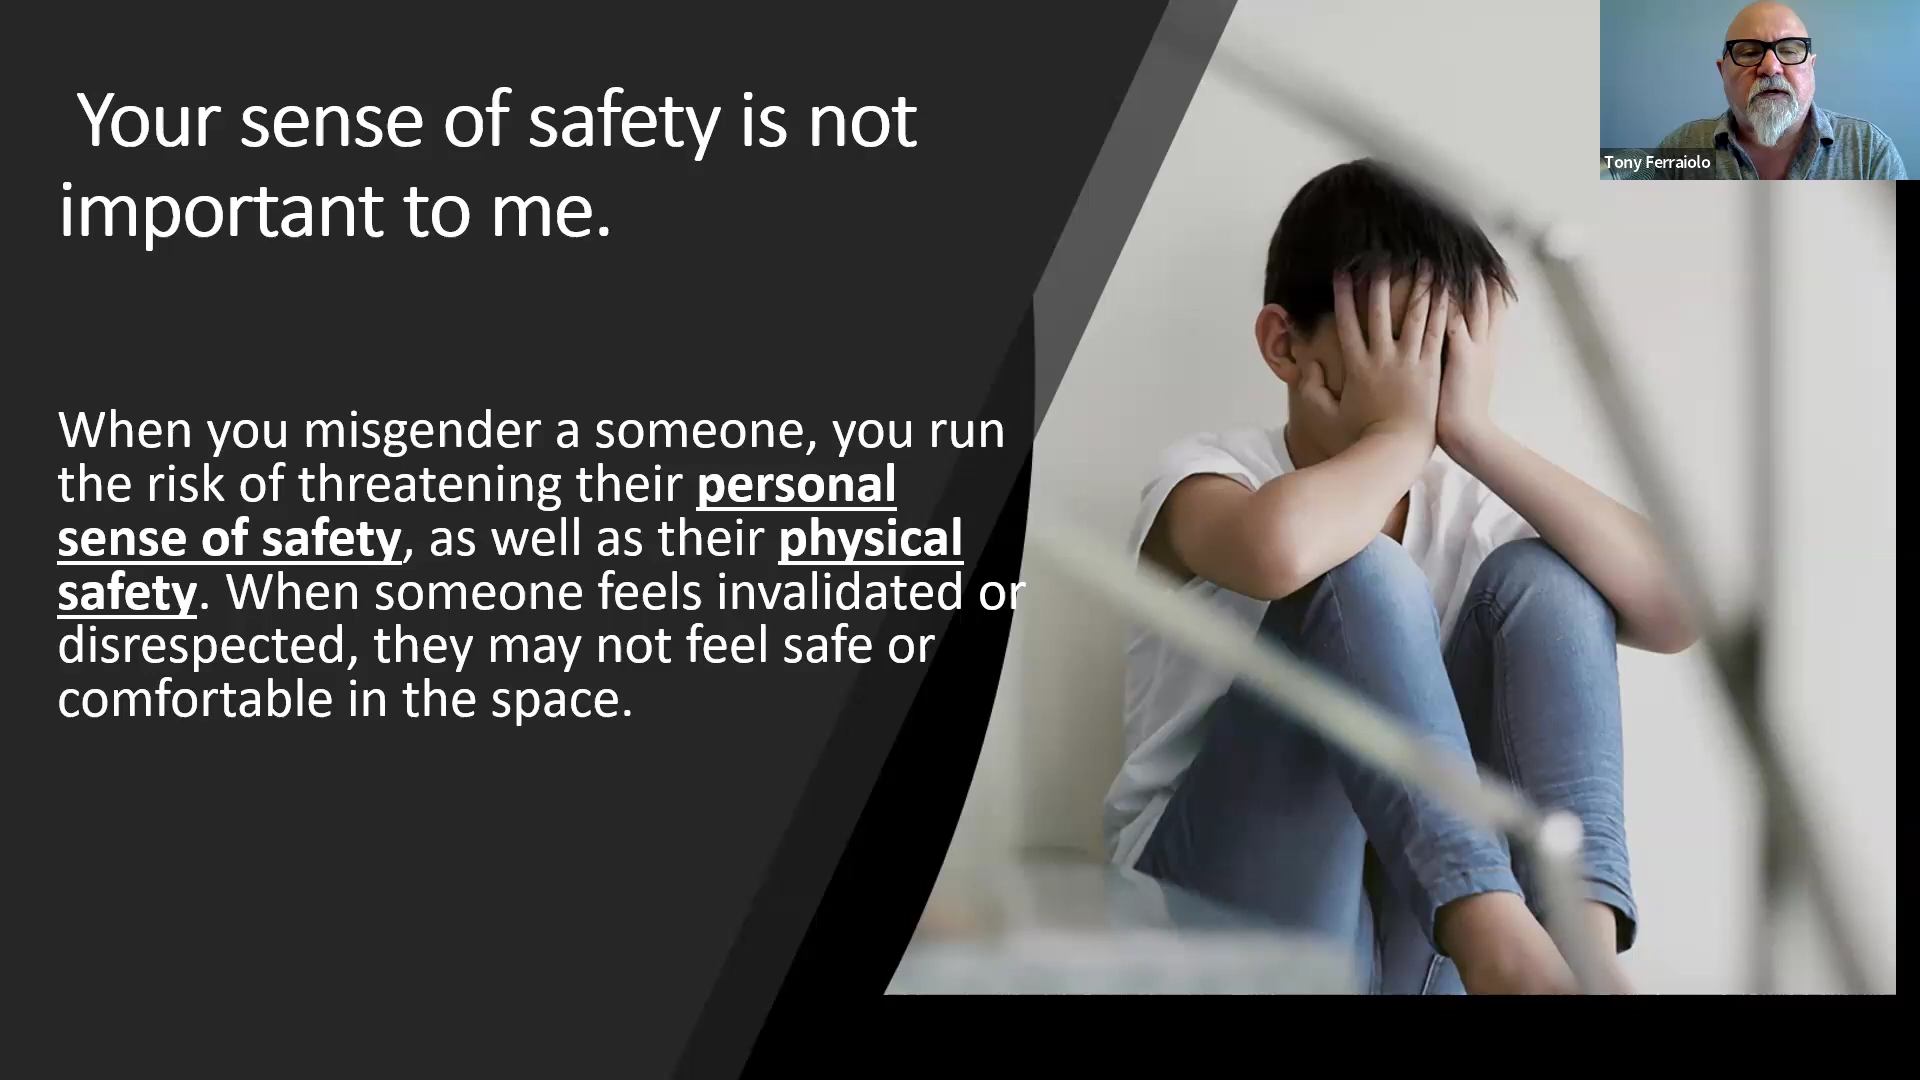 Your sense of safety is not
important to me.
When you misgender a someone, you run
the risk of threatening their personal
sense of safety, as well as their physical
safety. When someone feels invalidated or
disrespected, they may not feel safe or
comfortable in the space.
Tony Ferraiolo